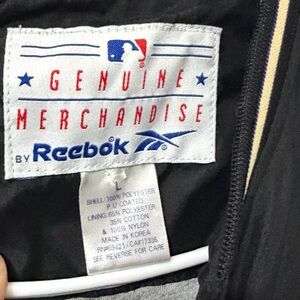 ★ GENUINE ★
MERCHANDISE
BY Reebok
L
SHELL: 100% POLYESTER
P.U. COATED
LINING: 65% POLYESTER
35% COTTON
& 100% NYLON
MADE IN KOREA
SEE REVERSE FOR CARE